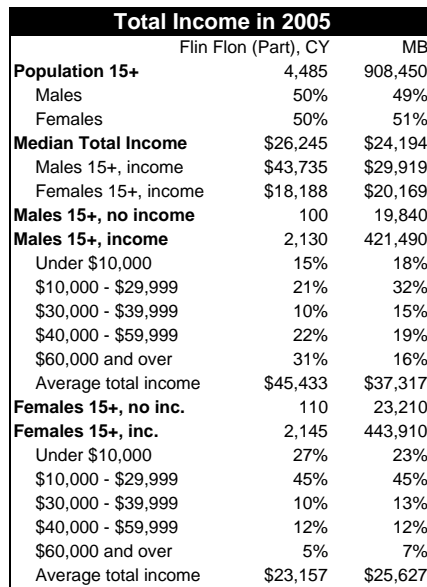 Total Income in 2005
Flin Flon (Part), CY MB
Population 15+ 4,485 908,450
Males 50% 49%
Females 50% 51%
Median Total Income $26,245 $24,194
Males 15+, income $43,735 $29,919
Females 15+, income $18,188 $20,169
Males 15+, no income 100 19,840
Males 15+, income 2,130 421,490
Under $10,000 15% 18%
$10,000 - $29,999 21% 32%
$30,000 - $39,999 10% 15%
$40,000 - $59,999 22% 19%
$60,000 and over 31% 16%
Average total income $45,433 $37,317
Females 15+, no inc. 110 23,210
Females 15+, inc. 2,145 443,910
Under $10,000 27% 23%
$10,000 - $29,999 45% 45%
$30,000 - $39,999 10% 13%
$40,000 - $59,999 12% 12%
$60,000 and over 5% 7%
Average total income $23,157 $25,627